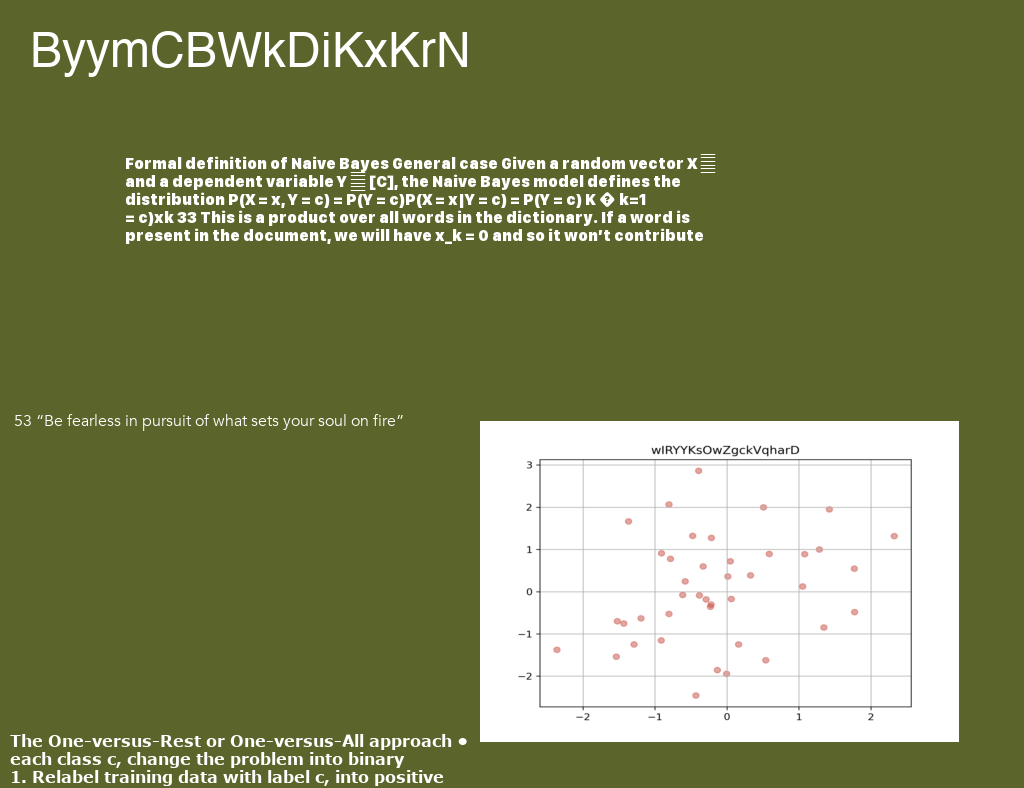 ByymCBWkDiKxKrN
Formal definition of Naive Bayes General case Given a random vector X
and a dependent variable Y [C], the Naive Bayes model defines the
distribution P(X = x, Y = c) = P(Y = c)P(X = x|Y = c) = P(Y = c) K � k=1
= c)xk 33 This is a product over all words in the dictionary. If a word is
present in the document, we will have x_k = 0 and so it won’t contribute
53 “Be fearless in pursuit of what sets your soul on fire”
wIRYYKsOwZgckVqharD
3
2
1
0
−1
−2
−2 −1 0 1 2
The One-versus-Rest or One-versus-All approach •
each class c, change the problem into binary
1. Relabel training data with label c, into positive